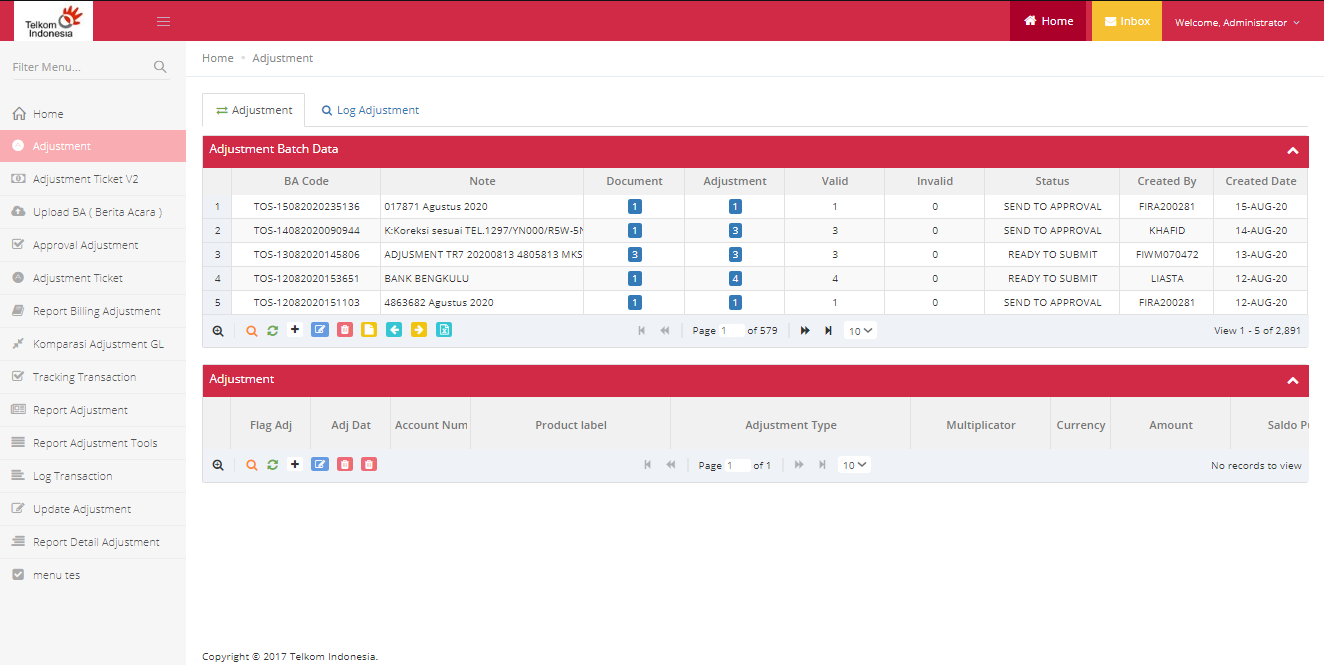 Telkom
Indonesia
Home
Inbox
Welcome, Administrator
Filter Menu...
Home
Adjustment
Adjustment Ticket V2
Upload BA ( Berita Acara )
Approval Adjustment
Adjustment Ticket
Report Billing Adjustment
Komparasi Adjustment GL
Tracking Transaction
Report Adjustment
Report Adjustment Tools
Log Transaction
Update Adjustment
Report Detail Adjustment
menu tes
Home Adjustment
Adjustment Log Adjustment
Adjustment Batch Data
BA Code Note Document Adjustment Valid Invalid Status Created By Created Date
1 TOS-15082020235136 017871 Agustus 2020 1 1 1 0 SEND TO APPROVAL FIRA200281 15-AUG-20
2 TOS-14082020090944 K:Koreksi sesuai TEL.1297/YN000/R5W-5N 1 3 3 0 SEND TO APPROVAL KHAFID 14-AUG-20
3 TOS-13082020145806 ADJUSMENT TR7 20200813 4805813 MKS 3 3 3 0 READY TO SUBMIT FIWM070472 13-AUG-20
4 TOS-12082020153651 BANK BENGKULU 1 4 4 0 READY TO SUBMIT LIASTA 12-AUG-20
5 TOS-12082020151103 4863682 Agustus 2020 1 1 1 0 SEND TO APPROVAL FIRA200281 12-AUG-20
Page 1 of 579 10 View 1 - 5 of 2,891
Adjustment
Flag Adj Adj Dat Account Num Product label Adjustment Type Multiplicator Currency Amount Saldo P
Page 1 of 1 10 No records to view
Copyright © 2017 Telkom Indonesia.